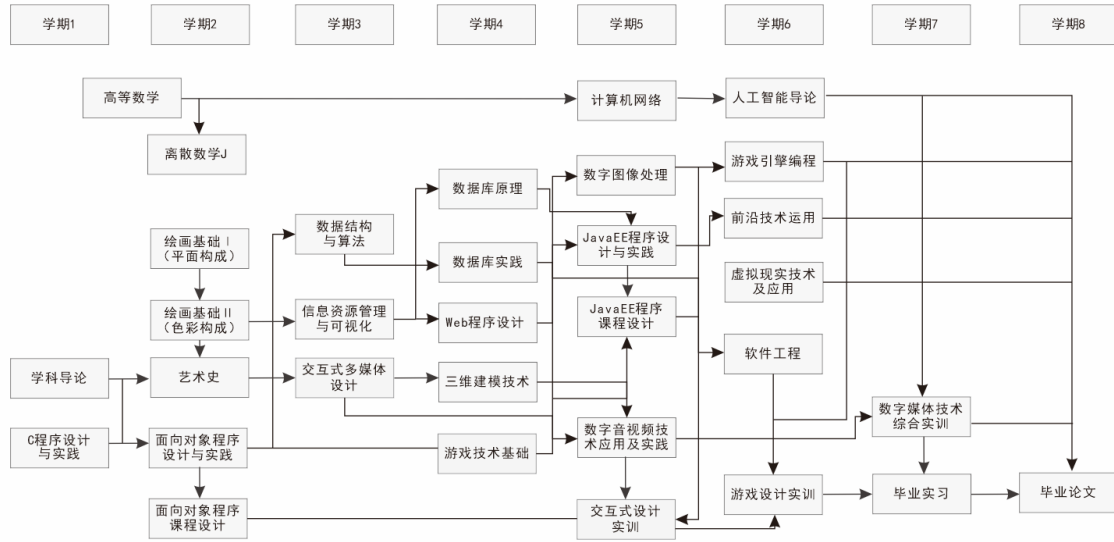 学期1
学期2
学期3
学期4
学期5
学期6
学期7
学期8
高等数学
计算机网络
人工智能导论
离散数学J
数字图像处理
游戏引擎编程
数据库原理
数据结构
与算法
JavaEE程序设
计与实践
前沿技术运用
绘画基础Ⅰ
（平面构成）
数据库实践
虚拟现实技术
及应用
绘画基础Ⅱ
（色彩构成）
信息资源管理
与可视化
Web程序设计
JavaEE程序
课程设计
软件工程
学科导论
艺术史
交互式多媒体
设计
三维建模技术
数字媒体技术
综合实训
C程序设计
与实践
面向对象程序
设计与实践
游戏技术基础
数字音视频技
术应用及实践
面向对象程序
课程设计
交互式设计
实训
游戏设计实训
毕业实习
毕业论文